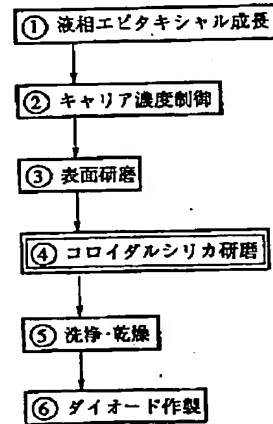 ① 液相エピタキシャル成長
② キャリア濃度制御
③ 表面研磨
④ コロイダルシリカ研磨
⑤ 洗浄・乾燥
⑥ ダイオード作製